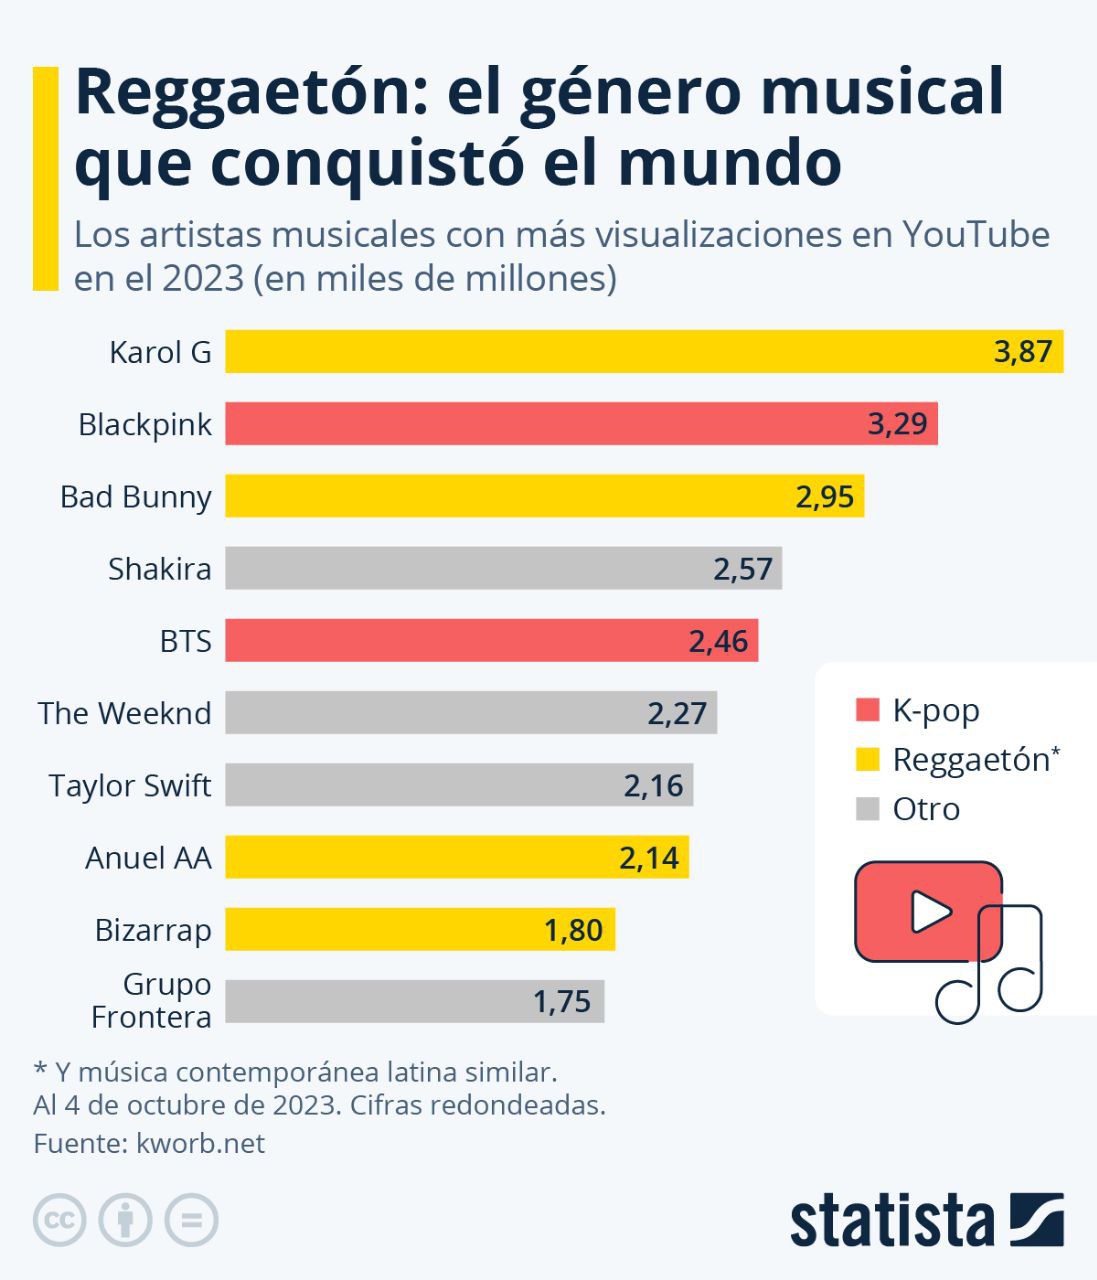 Reggaetón: el género musical
que conquistó el mundo
Los artistas musicales con más visualizaciones en YouTube
en el 2023 (en miles de millones)
Karol G 3,87
Blackpink 3,29
Bad Bunny 2,95
Shakira 2,57
BTS 2,46
The Weeknd 2,27
Taylor Swift 2,16
Anuel AA 2,14
Bizarrap 1,80
Grupo
Frontera 1,75
K-pop
Reggaetón*
Otro
* Y música contemporánea latina similar.
Al 4 de octubre de 2023. Cifras redondeadas.
Fuente: kworb.net
cc
statista